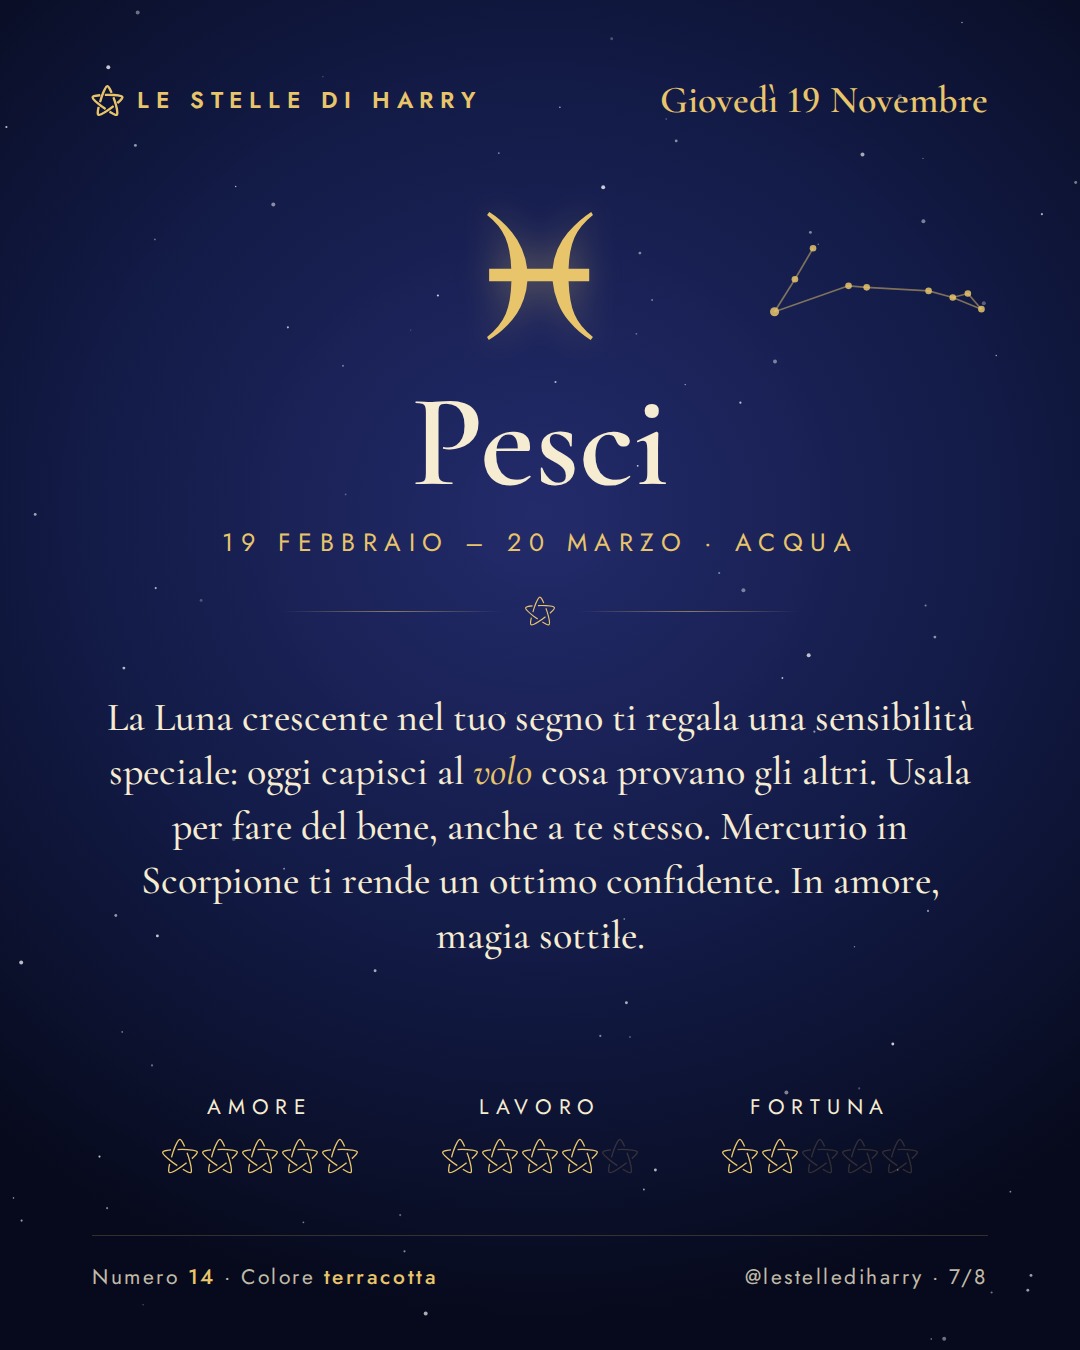 LE STELLE DI HARRY
Giovedì 19 Novembre
Pesci
19 FEBBRAIO — 20 MARZO · ACQUA
La Luna crescente nel tuo segno ti regala una sensibilità
speciale: oggi capisci al volo cosa provano gli altri. Usala
per fare del bene, anche a te stesso. Mercurio in
Scorpione ti rende un ottimo confidente. In amore,
magia sottile.
AMORE
LAVORO
FORTUNA
Numero 14 · Colore terracotta
@lestellediharry · 7/8